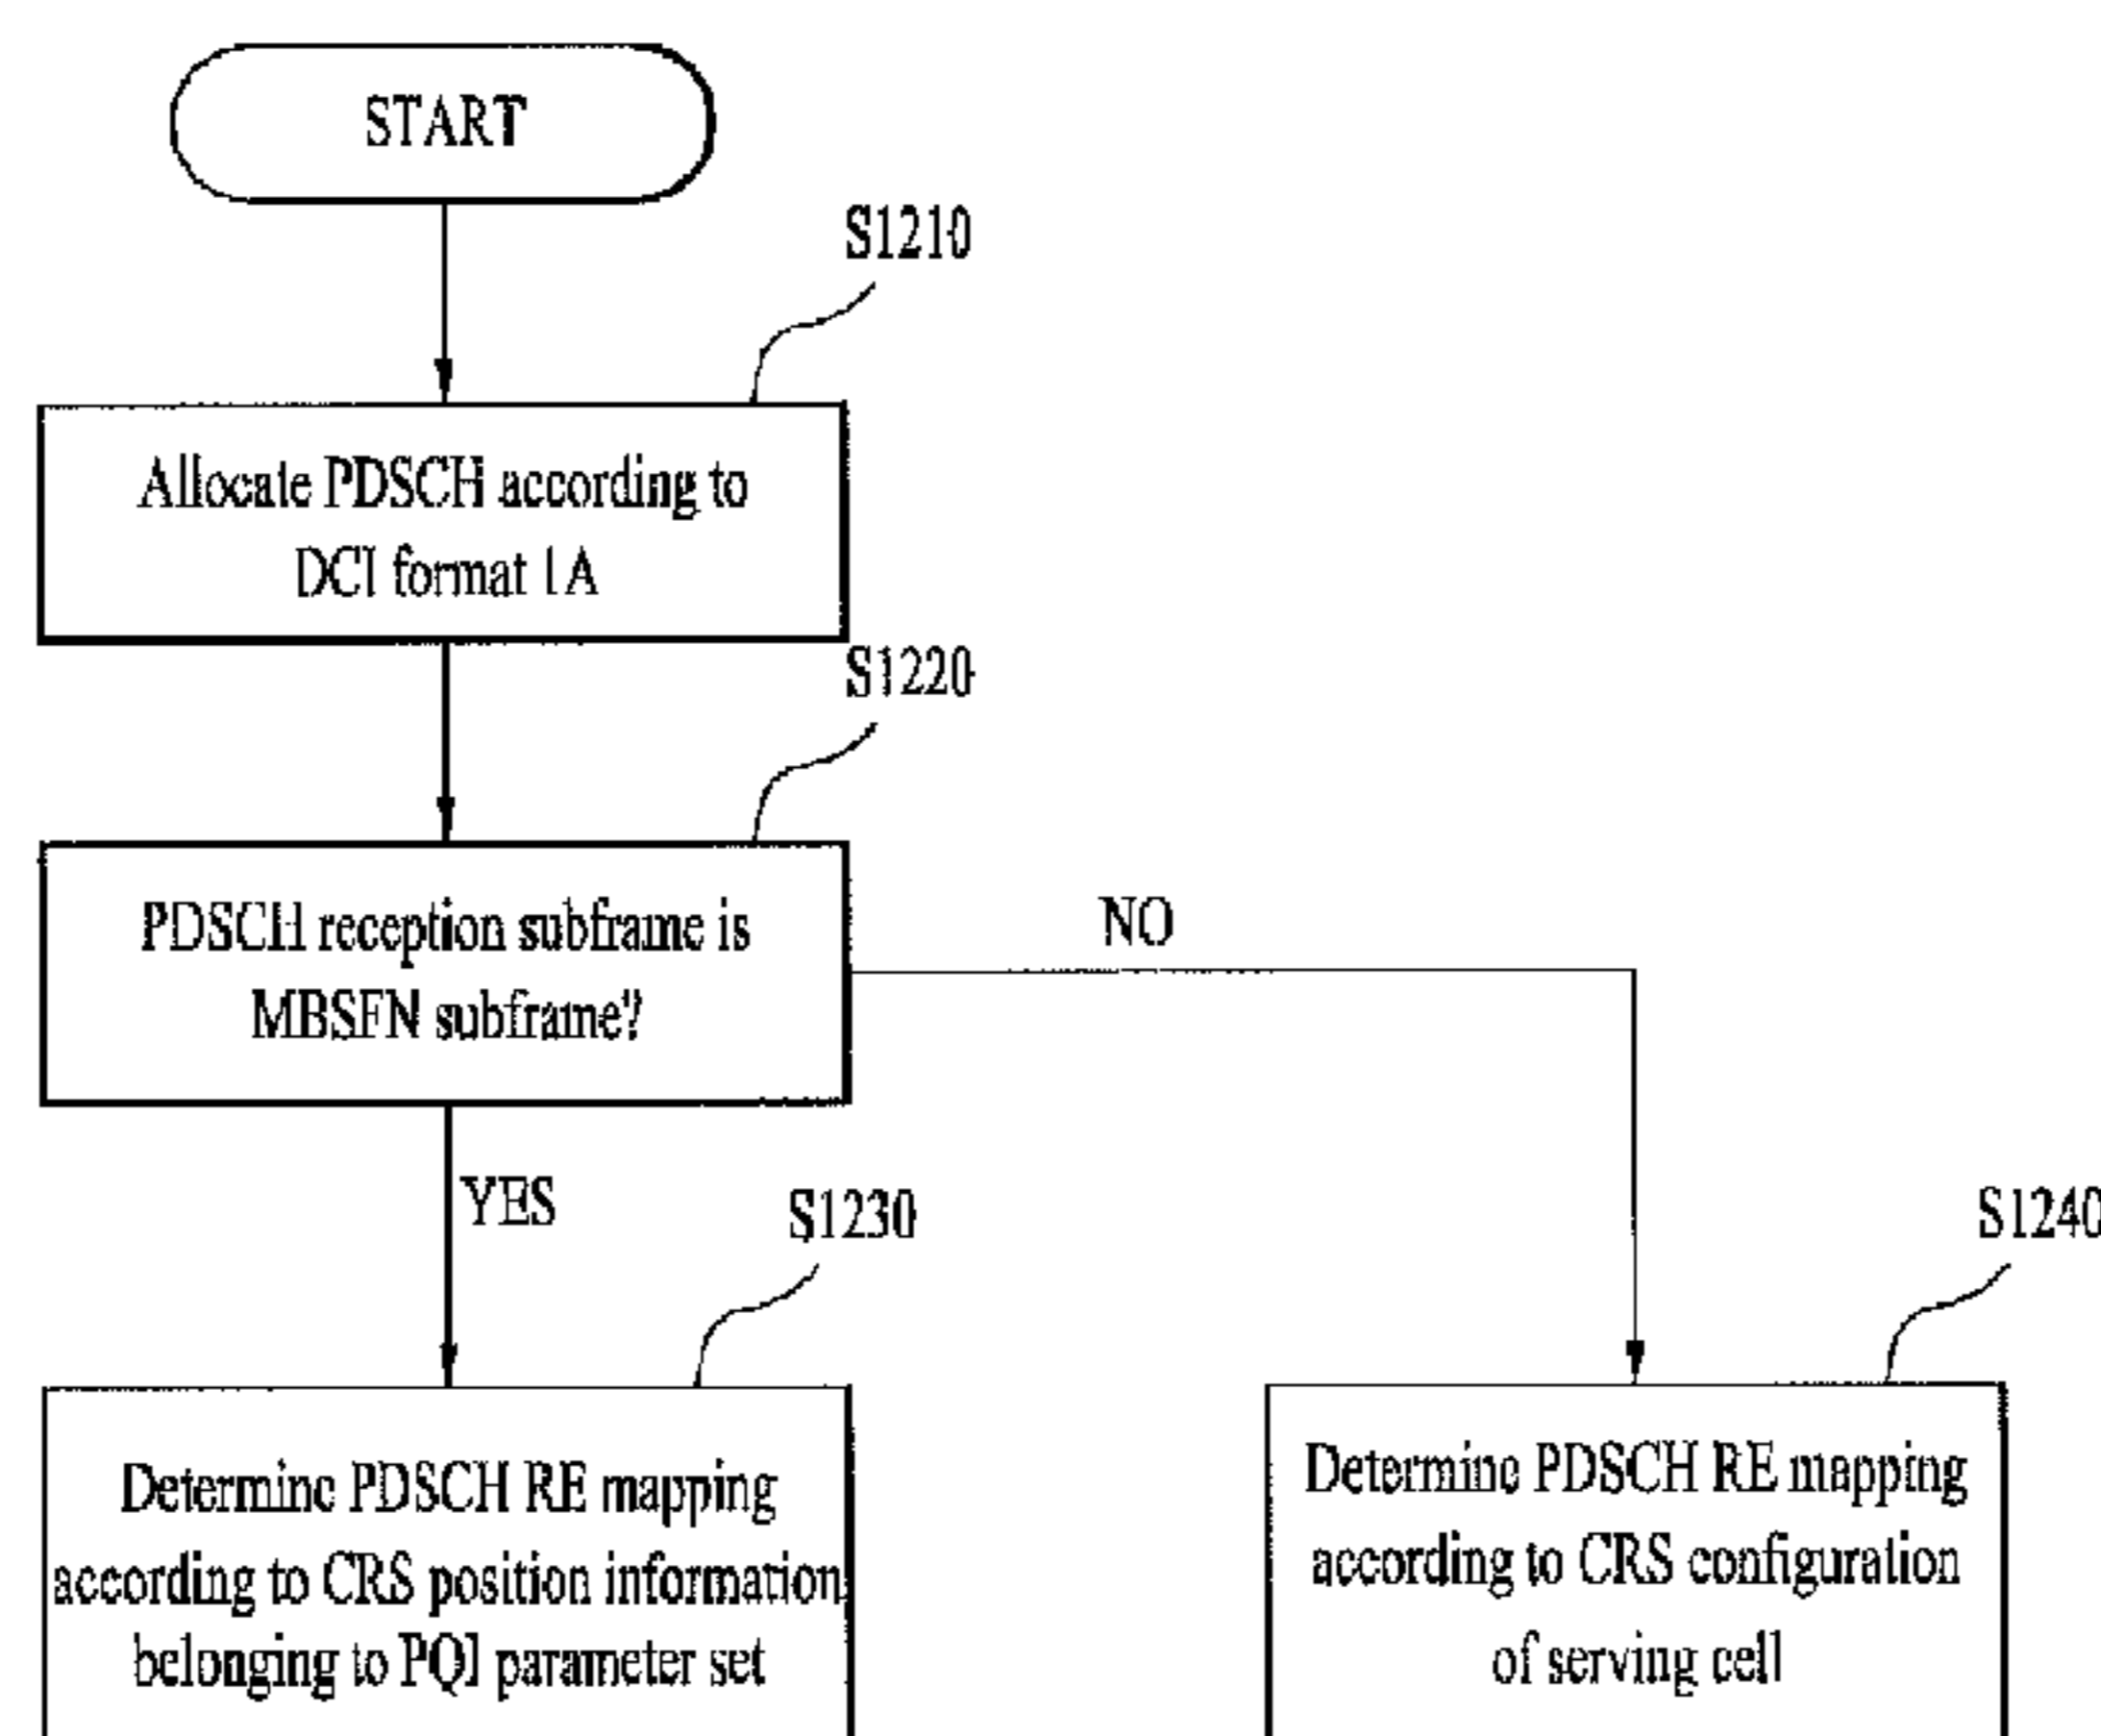 START
S1210
Allocate PDSCH according to
DCI format 1A
S1220
PDSCH reception subframe is
MBSFN subframe?
NO
YES
S1230
S1240
Determine PDSCH RE mapping
according to CRS position information
belonging to PQI parameter set
Determine PDSCH RE mapping
according to CRS configuration
of serving cell